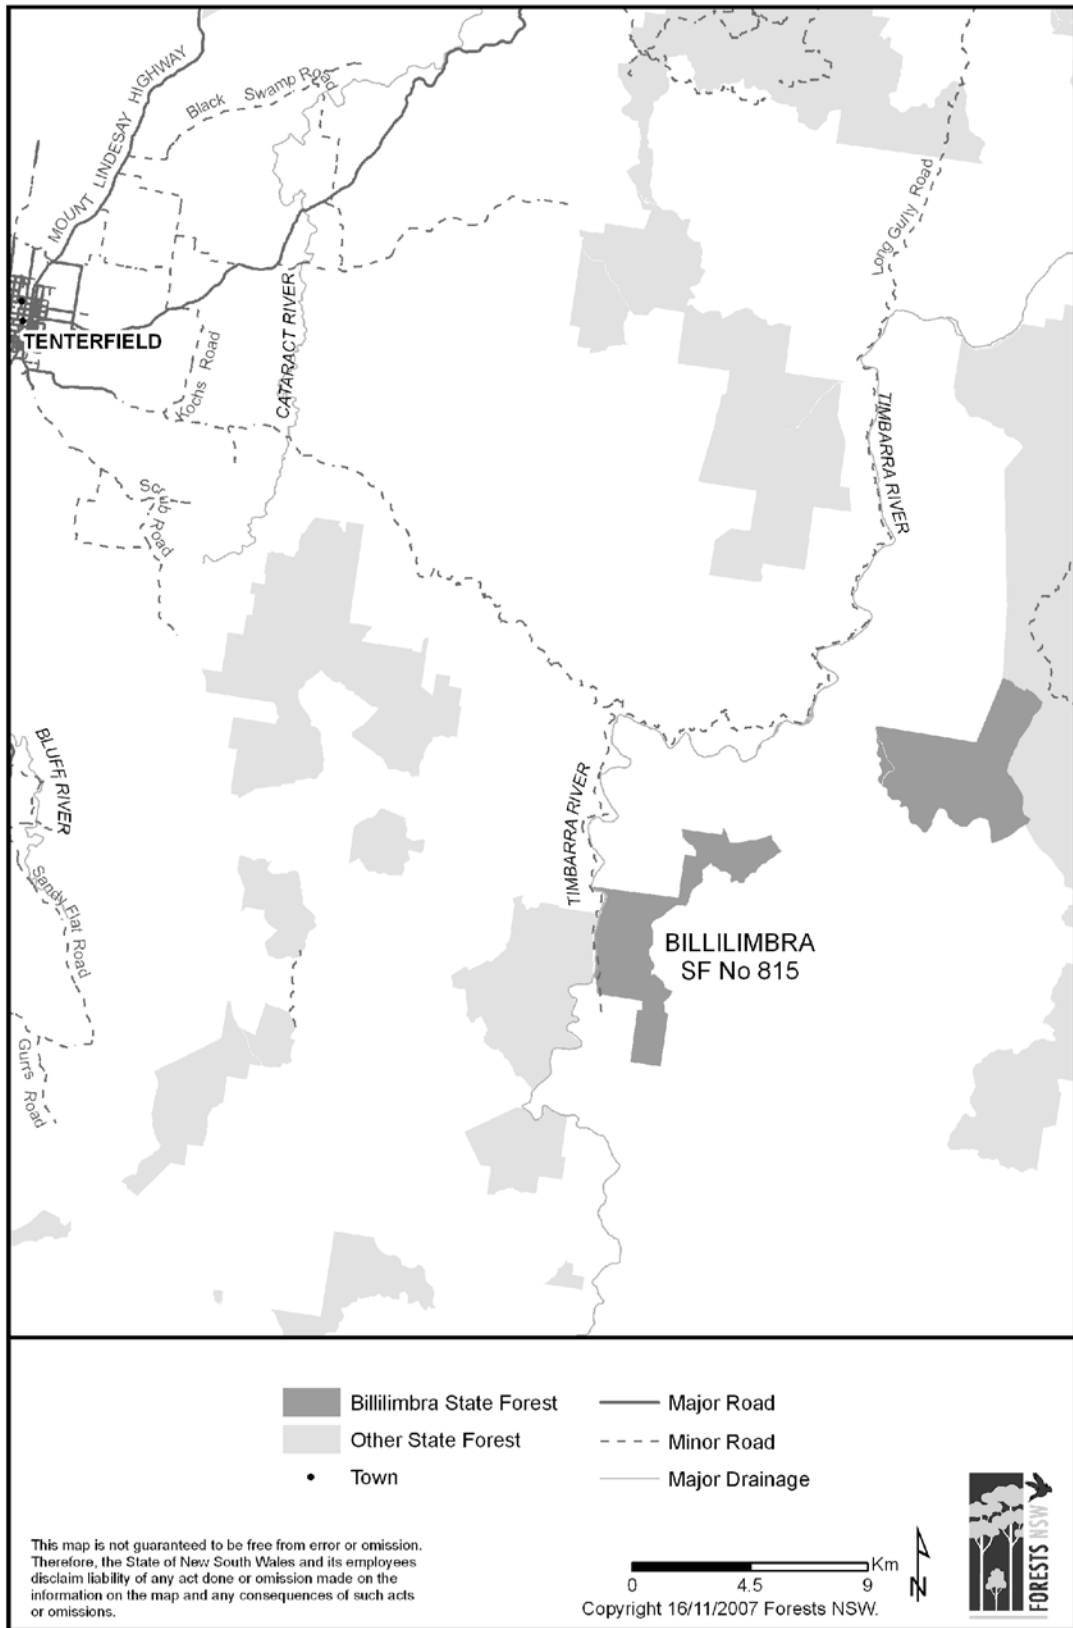 MOUNT LINDESAY HIGHWAY
Black Swamp Road
Long Gully Road
CATARACT RIVER
TENTERFIELD
Kochs Road
TIMBARRA RIVER
Scrub Road
BLUFF RIVER
TIMBARRA RIVER
Sandy Flat Road
BILLILIMBRA
SF No 815
Gurrs Road
Billilimbra State Forest
Other State Forest
Town
Major Road
Minor Road
Major Drainage
This map is not guaranteed to be free from error or omission.
Therefore, the State of New South Wales and its employees
disclaim liability of any act done or omission made on the
information on the map and any consequences of such acts
or omissions.
Km
0 4.5 9
Copyright 16/11/2007 Forests NSW.
N
FORESTS NSW